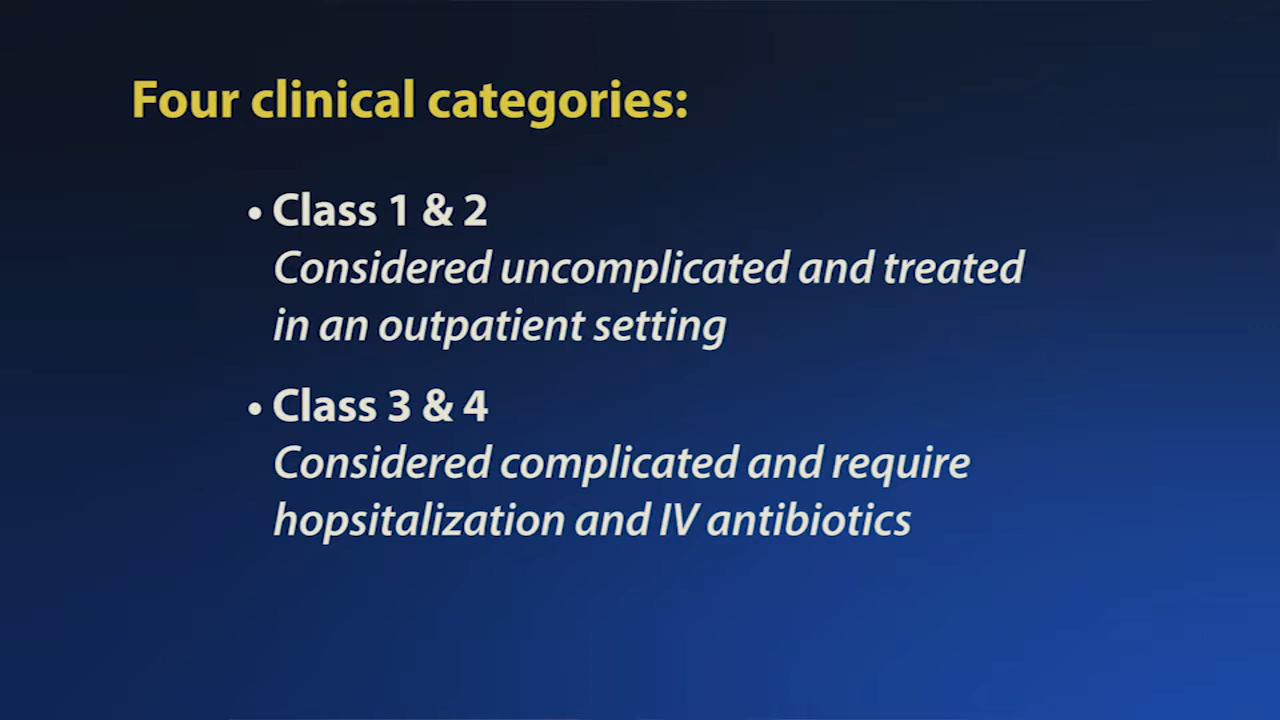 Four clinical categories:
• Class 1 & 2
Considered uncomplicated and treated
in an outpatient setting
• Class 3 & 4
Considered complicated and require
hopsitalization and IV antibiotics